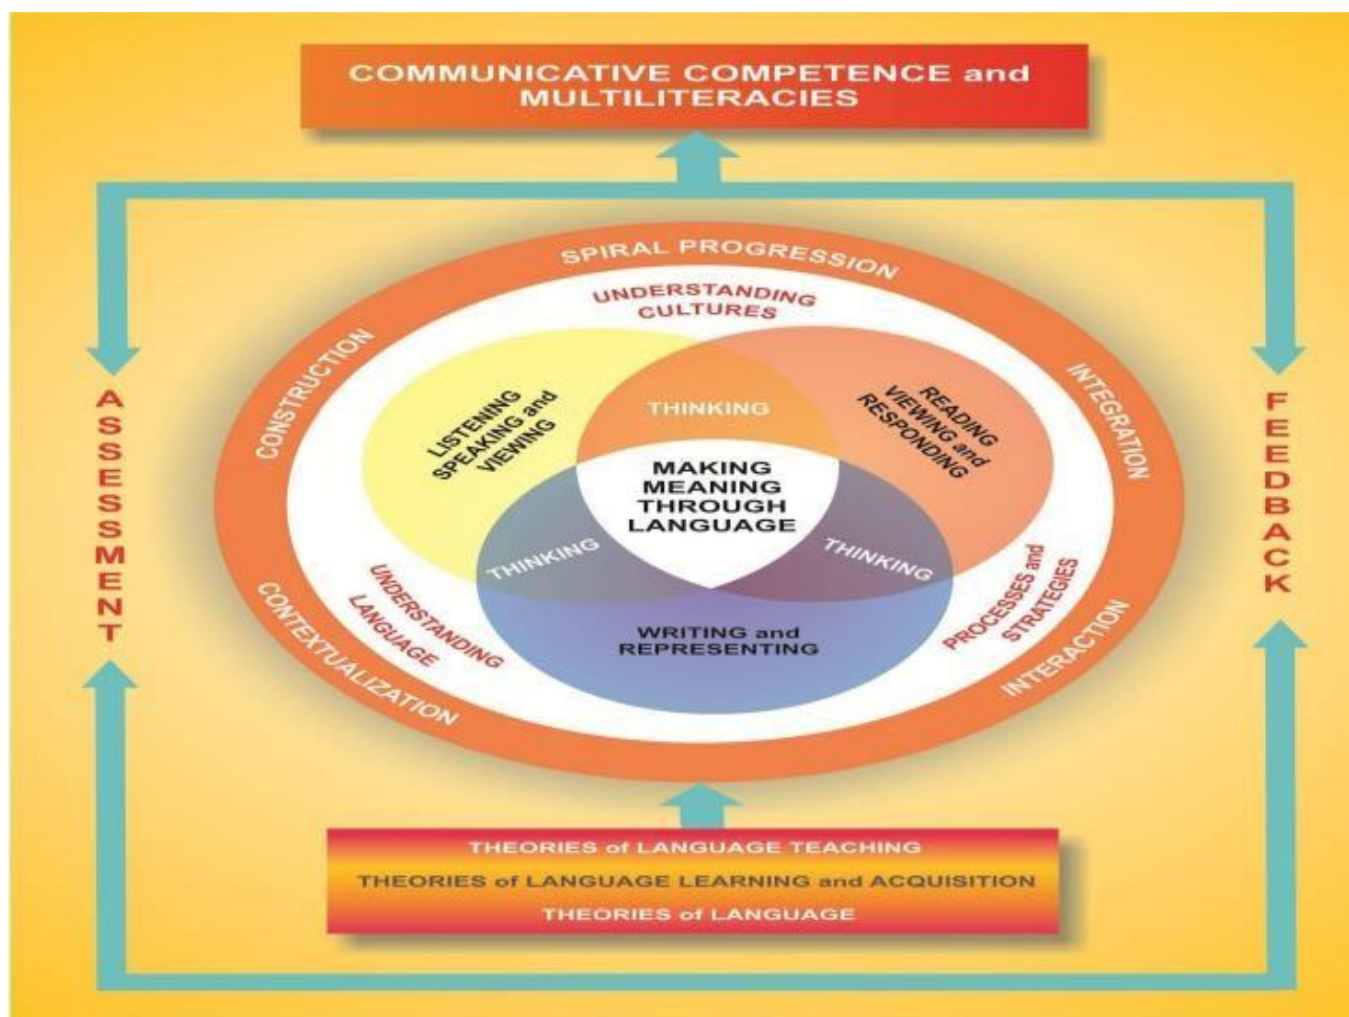 COMMUNICATIVE COMPETENCE and
MULTILITERACIES
SPIRAL PROGRESSION
UNDERSTANDING
CULTURES
CONSTRUCTION
INTEGRATION
LISTENING
SPEAKING and
VIEWING
THINKING
READING
VIEWING and
RESPONDING
ASSESSMENT
FEEDBACK
MAKING
MEANING
THROUGH
LANGUAGE
THINKING
THINKING
UNDERSTANDING
LANGUAGE
PROCESSES and
STRATEGIES
WRITING and
REPRESENTING
CONTEXTUALIZATION
INTERACTION
THEORIES of LANGUAGE TEACHING
THEORIES of LANGUAGE LEARNING and ACQUISITION
THEORIES of LANGUAGE